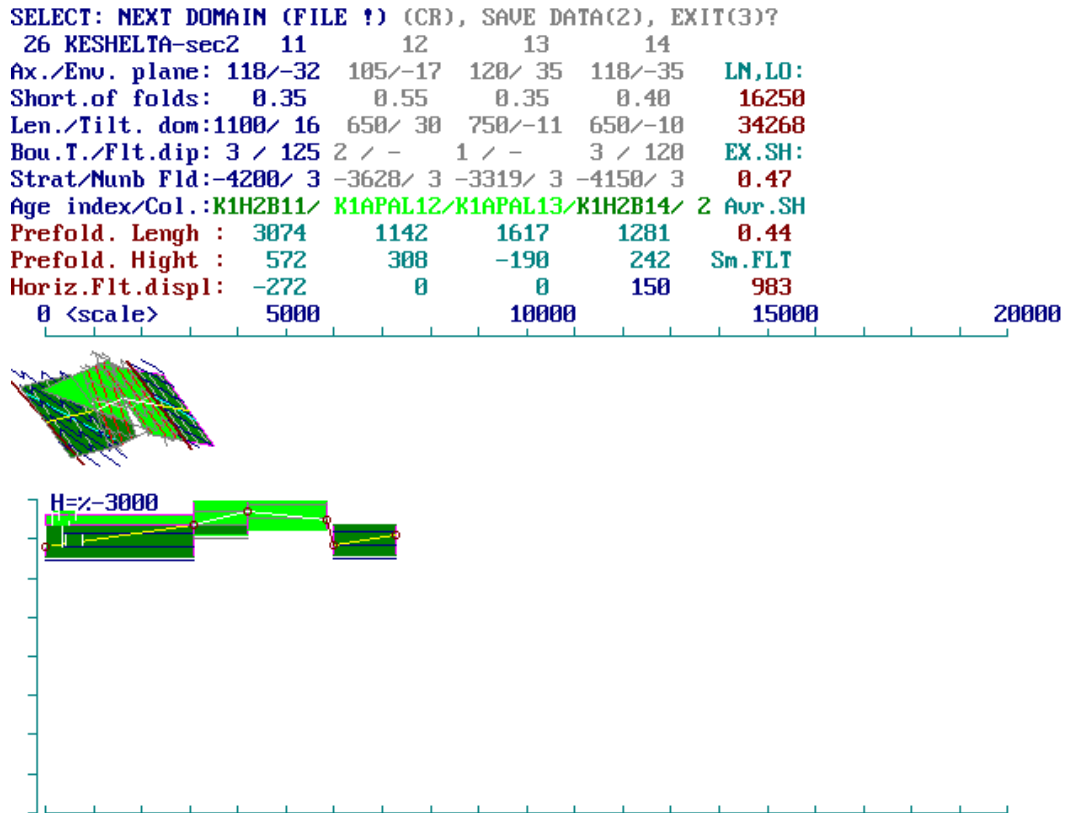 SELECT: NEXT DOMAIN (FILE !) (CR), SAVE DATA(2), EXIT(3)?
26 KESHELTA-sec2 11 12 13 14
Ax./Env. plane: 118/-32 105/-17 120/ 35 118/-35 LN,LO:
Short.of folds: 0.35 0.55 0.35 0.40 16250
Len./Tilt. dom:1100/ 16 650/ 30 750/-11 650/-10 34268
Bou.T./Flt.dip: 3 / 125 2 / - 1 / - 3 / 120 EX.SH:
Strat/Nunb Fld:-4200/ 3 -3628/ 3 -3319/ 3 -4150/ 3 0.47
Age index/Col.:K1H2B11/ K1APAL12/K1APAL13/K1H2B14/ 2 Avr.SH
Prefold. Lengh : 3074 1142 1617 1281 0.44
Prefold. Hight : 572 308 -190 242 Sm.FLT
Horiz.Flt.displ: -272 0 0 150 983
0 <scale> 5000 10000 15000 20000
H=%-3000